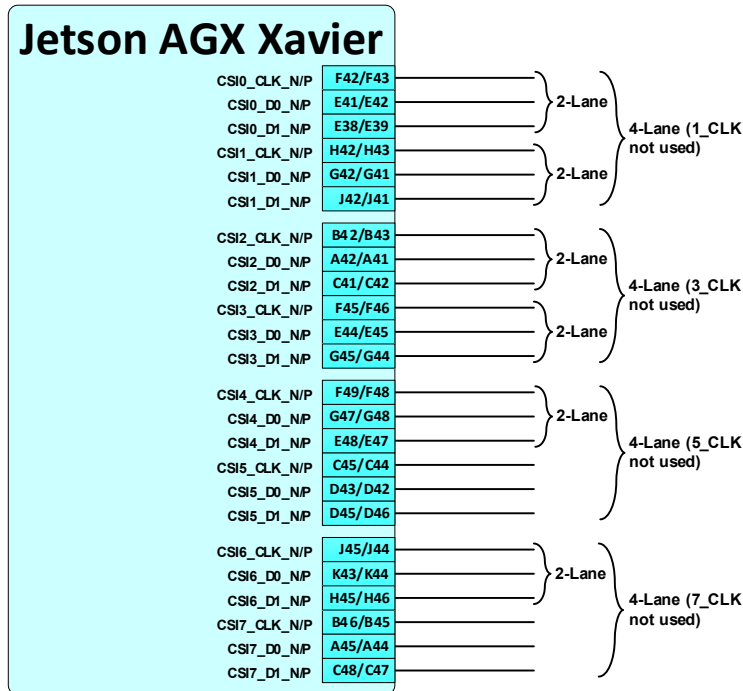 Jetson AGX Xavier
CSI0_CLK_N/P F42/F43
CSI0_D0_N/P E41/E42
CSI0_D1_N/P E38/E39
2-Lane
CSI1_CLK_N/P H42/H43
CSI1_D0_N/P G42/G41
CSI1_D1_N/P J42/J41
2-Lane
4-Lane (1_CLK
not used)
CSI2_CLK_N/P B42/B43
CSI2_D0_N/P A42/A41
CSI2_D1_N/P C41/C42
2-Lane
CSI3_CLK_N/P F45/F46
CSI3_D0_N/P E44/E45
CSI3_D1_N/P G45/G44
2-Lane
4-Lane (3_CLK
not used)
CSI4_CLK_N/P F49/F48
CSI4_D0_N/P G47/G48
CSI4_D1_N/P E48/E47
2-Lane
CSI5_CLK_N/P C45/C44
CSI5_D0_N/P D43/D42
CSI5_D1_N/P D45/D46
4-Lane (5_CLK
not used)
CSI6_CLK_N/P J45/J44
CSI6_D0_N/P K43/K44
CSI6_D1_N/P H45/H46
2-Lane
CSI7_CLK_N/P B46/B45
CSI7_D0_N/P A45/A44
CSI7_D1_N/P C48/C47
4-Lane (7_CLK
not used)